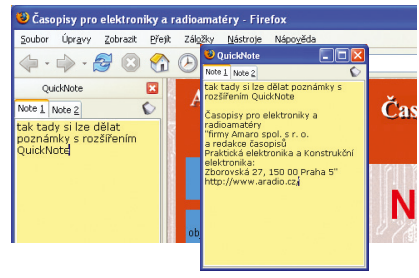 Časopisy pro elektroniky a radioamatéry - Firefox
Soubor Úpravy Zobrazit Přejít Záložky Nástroje Nápověda
QuickNote
Note 1 Note 2
tak tady si lze dělat
poznámky s rozšířením
QuickNote
QuickNote
Note 1 Note 2
tak tady si lze dělat poznámky s
rozšířením QuickNote
Časopisy pro elektroniky a
radioamatéry
"firmy Amaro spol. s r. o.
a redakce časopisů
Praktická elektronika a Konstrukční
elektronika:
Zborovská 27, 150 00 Praha 5"
http://www.aradio.cz/
A
Čas
N
obj